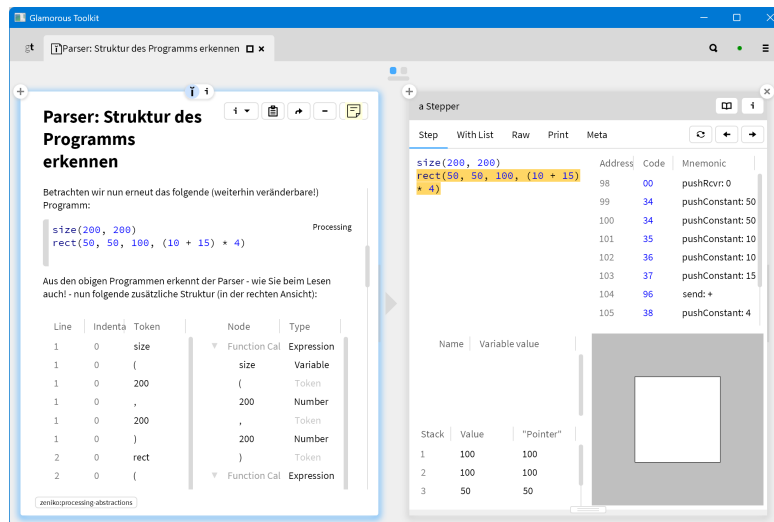 Glamorous Toolkit
gt
Parser: Struktur des Programms erkennen
Parser: Struktur des
Programms
erkennen
Betrachten wir nun erneut das folgende (weiterhin veränderbare!)
Programm:
size(200, 200)
Processing
rect(50, 50, 100, (10 + 15) * 4)
Aus den obigen Programmen erkennt der Parser - wie Sie beim Lesen
auch! - nun folgende zusätzliche Struktur (in der rechten Ansicht):
Line Indenta Token Node Type
1 0 size Function Cal Expression
1 0 ( size Variable
1 0 200 ( Token
1 0 , 200 Number
1 0 200 , Token
1 0 ) 200 Number
2 0 rect ) Token
2 0 ( Function Cal Expression
zeniko:processing-abstractions
a Stepper
Step With List Raw Print Meta
size(200, 200)
rect(50, 50, 100, (10 + 15)
* 4)
Address Code Mnemonic
98 00 pushRcvr: 0
99 34 pushConstant: 50
100 34 pushConstant: 50
101 35 pushConstant: 10
102 36 pushConstant: 10
103 37 pushConstant: 15
104 96 send: +
105 38 pushConstant: 4
Name Variable value
Stack Value "Pointer"
1 100 100
2 100 100
3 50 50